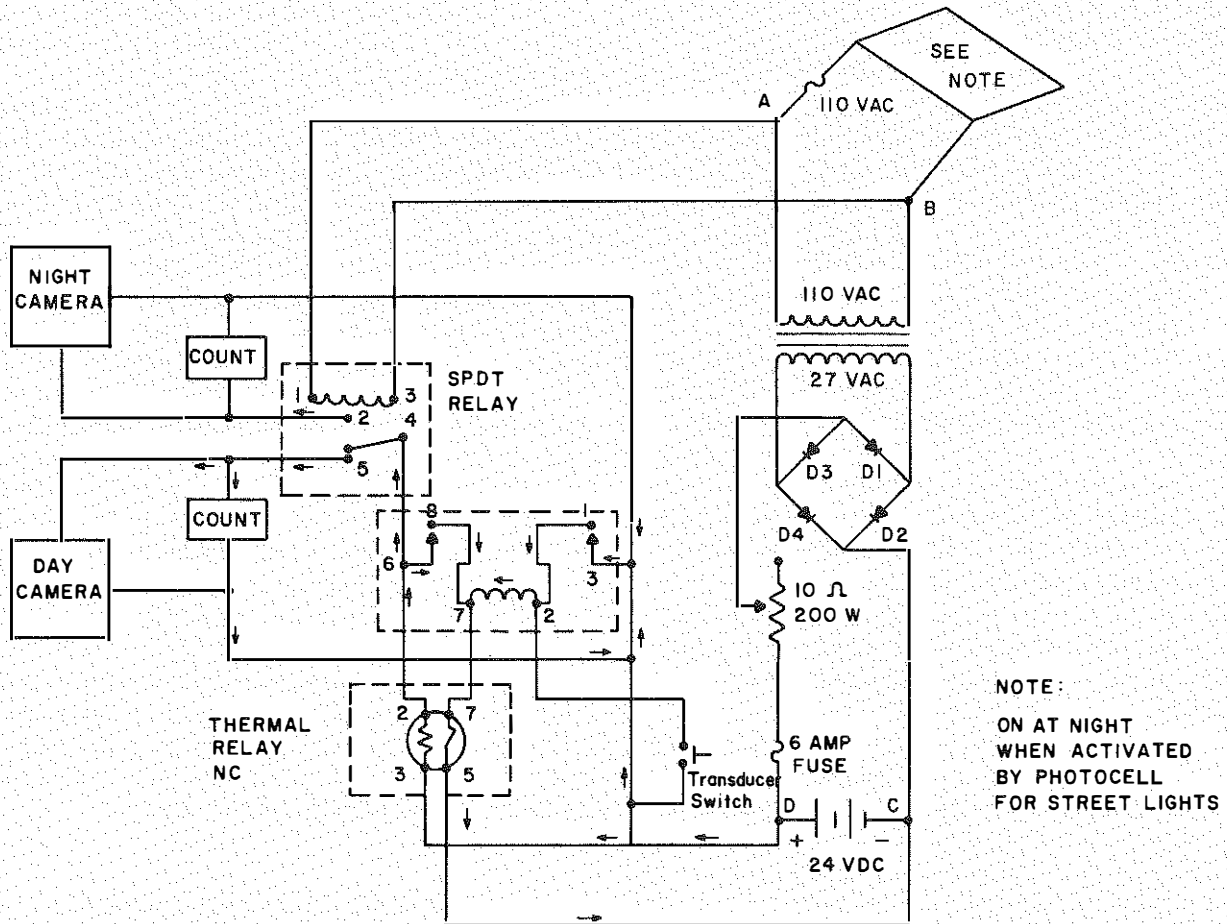 SEE
NOTE
A
110 VAC
B
NIGHT
CAMERA
110 VAC
COUNT
27 VAC
SPDT
RELAY
1
3
2
4
5
D3
D1
COUNT
D4
D2
8
1
DAY
CAMERA
6
3
10 Ω
200 W
7
2
NOTE:
ON AT NIGHT
WHEN ACTIVATED
BY PHOTOCELL
FOR STREET LIGHTS
THERMAL
RELAY
NC
2
7
3
5
6 AMP
FUSE
Transducer
Switch
D
C
+
−
24 VDC